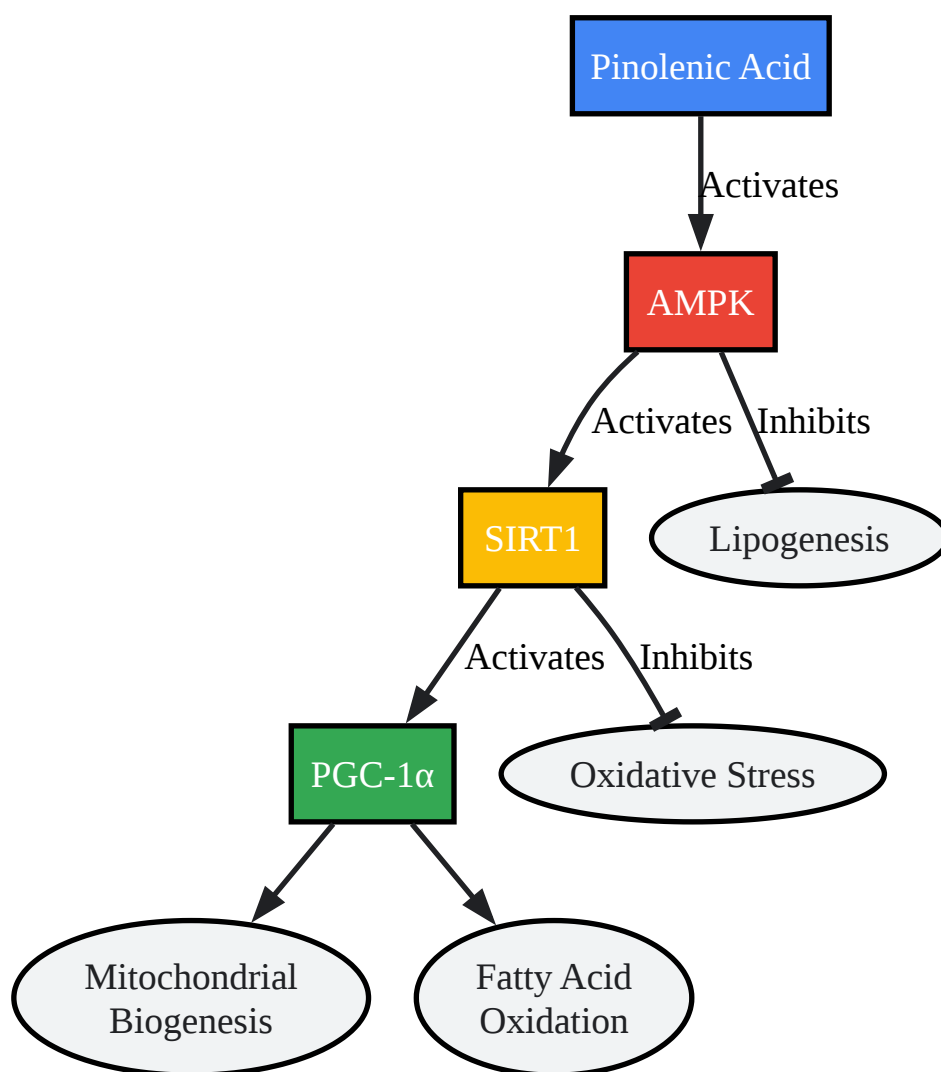 Pinolenic Acid
Activates
AMPK
Activates
Inhibits
SIRT1
Lipogenesis
Activates
Inhibits
PGC-1α
Oxidative Stress
Mitochondrial
Biogenesis
Fatty Acid
Oxidation